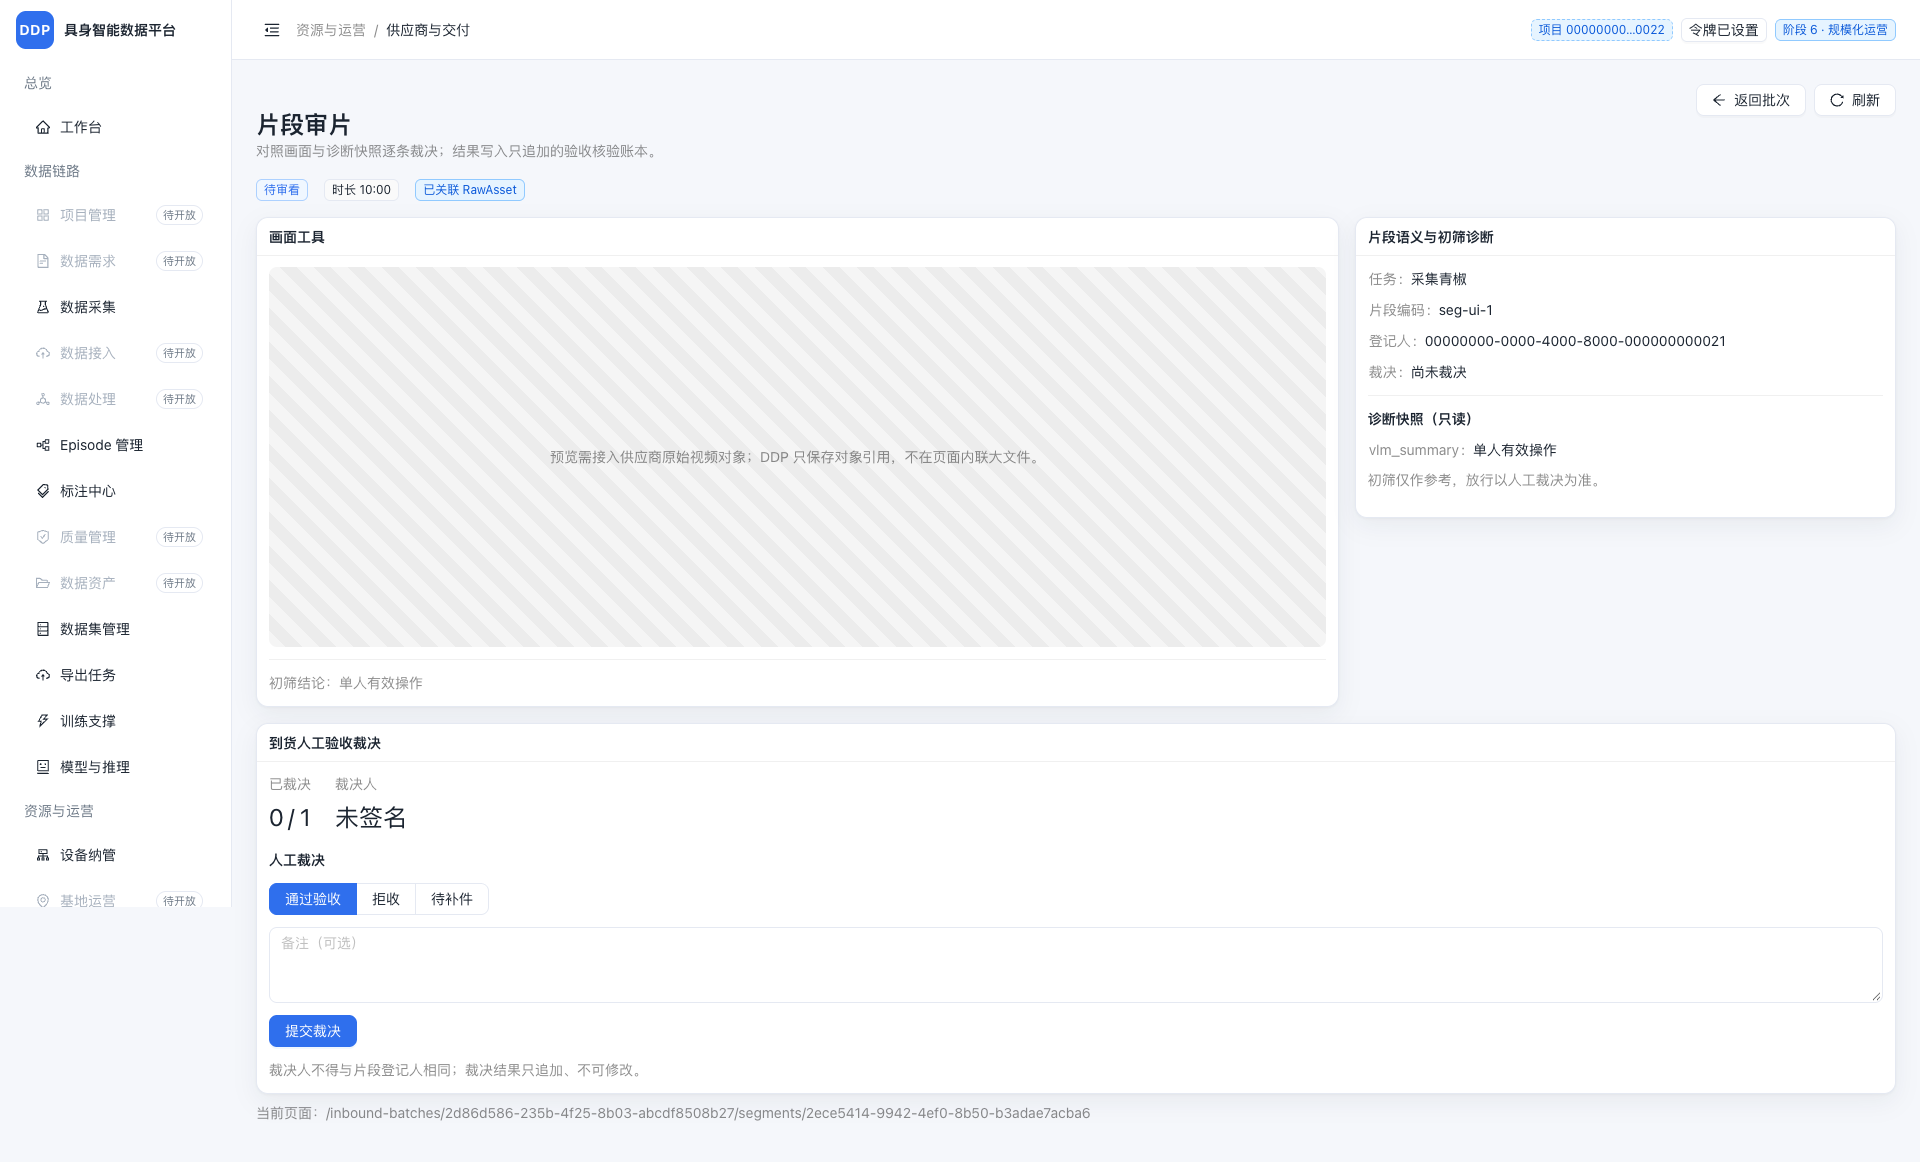 DDP 具身智能数据平台
资源与运营 / 供应商与交付
项目 00000000...0022
令牌已设置
阶段 6 · 规模化运营
总览
工作台
数据链路
项目管理 待开放
数据需求 待开放
数据采集
数据接入 待开放
数据处理 待开放
Episode 管理
标注中心
质量管理 待开放
数据资产 待开放
数据集管理
导出任务
训练支撑
模型与推理
资源与运营
设备纳管
基地运营 待开放
返回批次
刷新
片段审片
对照画面与诊断快照逐条裁决；结果写入只追加的验收核验账本。
待审看
时长 10:00
已关联 RawAsset
画面工具
预览需接入供应商原始视频对象；DDP 只保存对象引用，不在页面内联大文件。
初筛结论：单人有效操作
片段语义与初筛诊断
任务：采集青椒
片段编码：seg-ui-1
登记人：00000000-0000-4000-8000-000000000021
裁决：尚未裁决
诊断快照（只读）
vlm_summary：单人有效操作
初筛仅作参考，放行以人工裁决为准。
到货人工验收裁决
已裁决 裁决人
0 / 1 未签名
人工裁决
通过验收 拒收 待补件
备注（可选）
提交裁决
裁决人不得与片段登记人相同；裁决结果只追加、不可修改。
当前页面：/inbound-batches/2d86d586-235b-4f25-8b03-abcdf8508b27/segments/2ece5414-9942-4ef0-8b50-b3adae7acba6